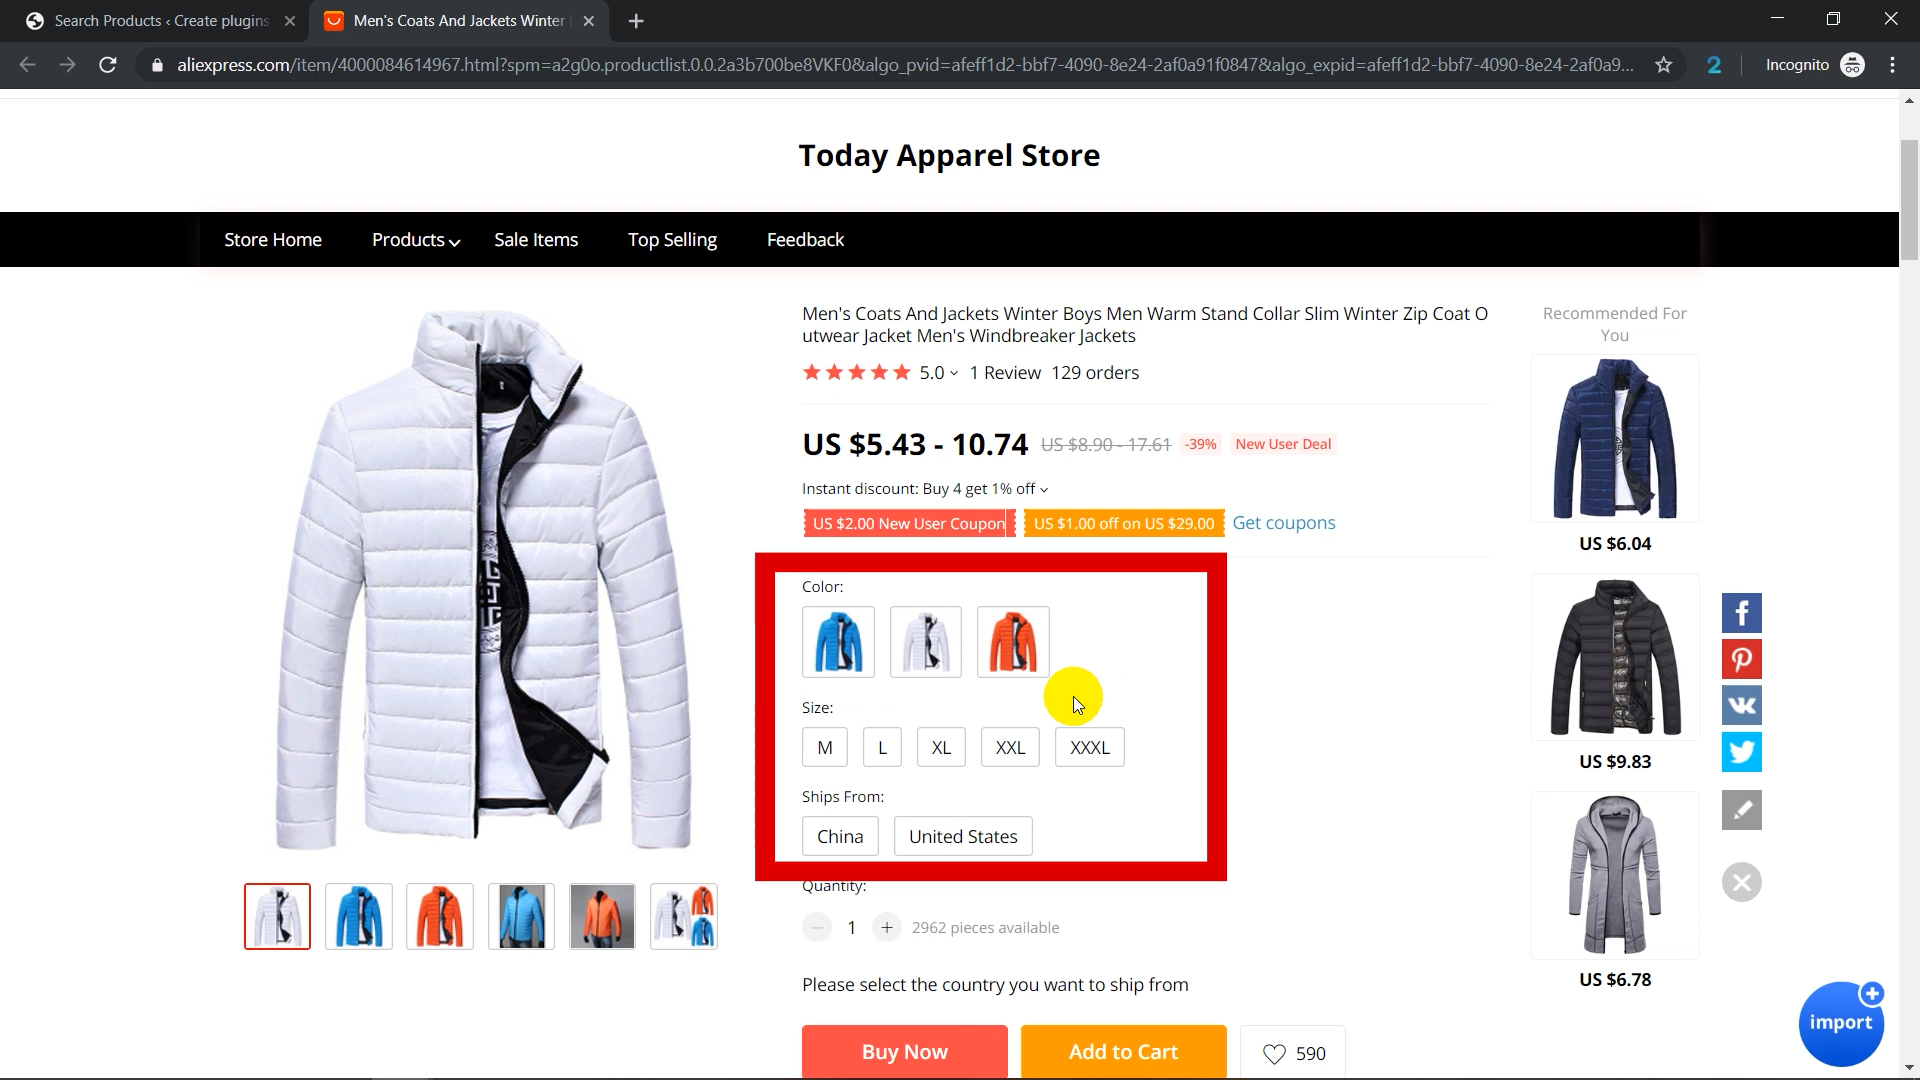 Search Products ‹ Create plugins
Men's Coats And Jackets Winter
aliexpress.com/item/4000084614967.html?spm=a2g0o.productlist.0.0.2a3b700be8VKF0&algo_pvid=afeff1d2-bbf7-4090-8e24-2af0a91f0847&algo_expid=afeff1d2-bbf7-4090-8e24-2af0a9...
2
Incognito
Today Apparel Store
Store Home
Products
Sale Items
Top Selling
Feedback
Men's Coats And Jackets Winter Boys Men Warm Stand Collar Slim Winter Zip Coat O
utwear Jacket Men's Windbreaker Jackets
5.0 1 Review 129 orders
US $5.43 - 10.74 US $8.90 - 17.61 -39% New User Deal
Instant discount: Buy 4 get 1% off
US $2.00 New User Coupon
US $1.00 off on US $29.00
Get coupons
Color:
Size:
M
L
XL
XXL
XXXL
Ships From:
China
United States
Quantity:
1
2962 pieces available
Please select the country you want to ship from
Buy Now
Add to Cart
590
Recommended For
You
US $6.04
US $9.83
US $6.78
import